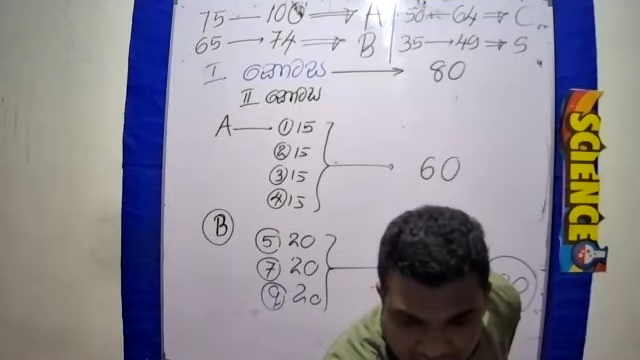 75 — 100 ⇒ A | 50 — 64 ⇒ C
65 → 74 ⇒ B | 35 → 49 ⇒ S
I කොටස → 80
II කොටස
A → ① 15
② 15
③ 15
④ 15
60
B
⑤ 20
⑦ 20
⑨ 20
SCIENCE